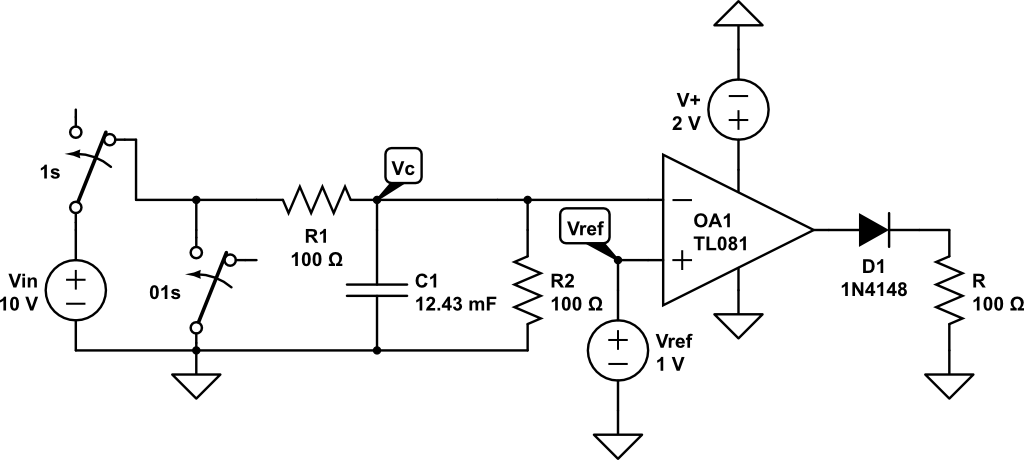 V+
2 V
1s
Vc
Vref
OA1
TL081
R1
100 Ω
Vin
10 V
01s
C1
12.43 mF
R2
100 Ω
D1
1N4148
R
100 Ω
Vref
1 V